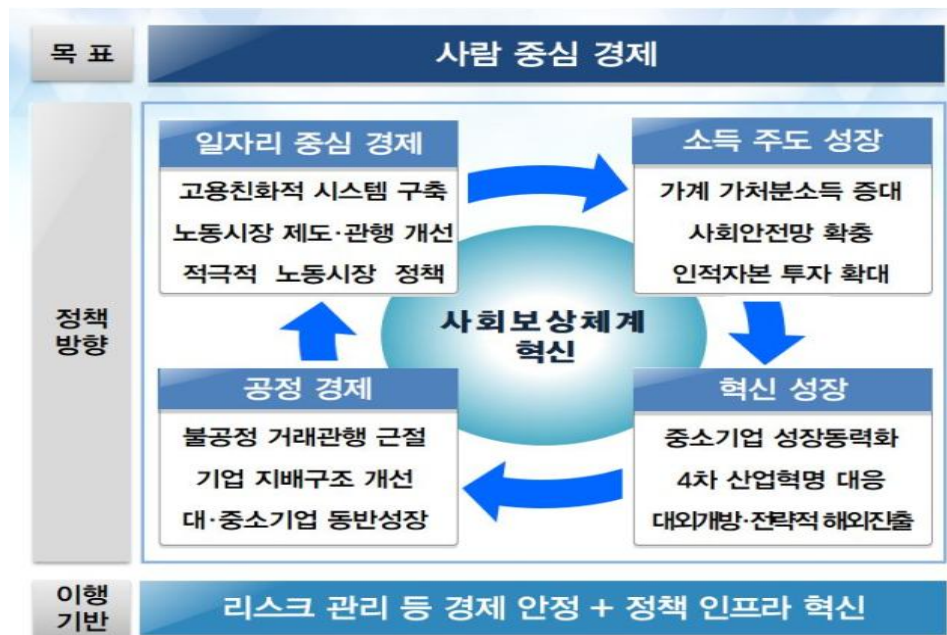 목 표
사람 중심 경제
정책
방향
일자리 중심 경제
고용친화적 시스템 구축
노동시장 제도·관행 개선
적극적 노동시장 정책
소득 주도 성장
가계 가처분소득 증대
사회안전망 확충
인적자본 투자 확대
사회보상체계
혁신
공정 경제
불공정 거래관행 근절
기업 지배구조 개선
대·중소기업 동반성장
혁신 성장
중소기업 성장동력화
4차 산업혁명 대응
대외개방·전략적 해외진출
이행
기반
리스크 관리 등 경제 안정 + 정책 인프라 혁신